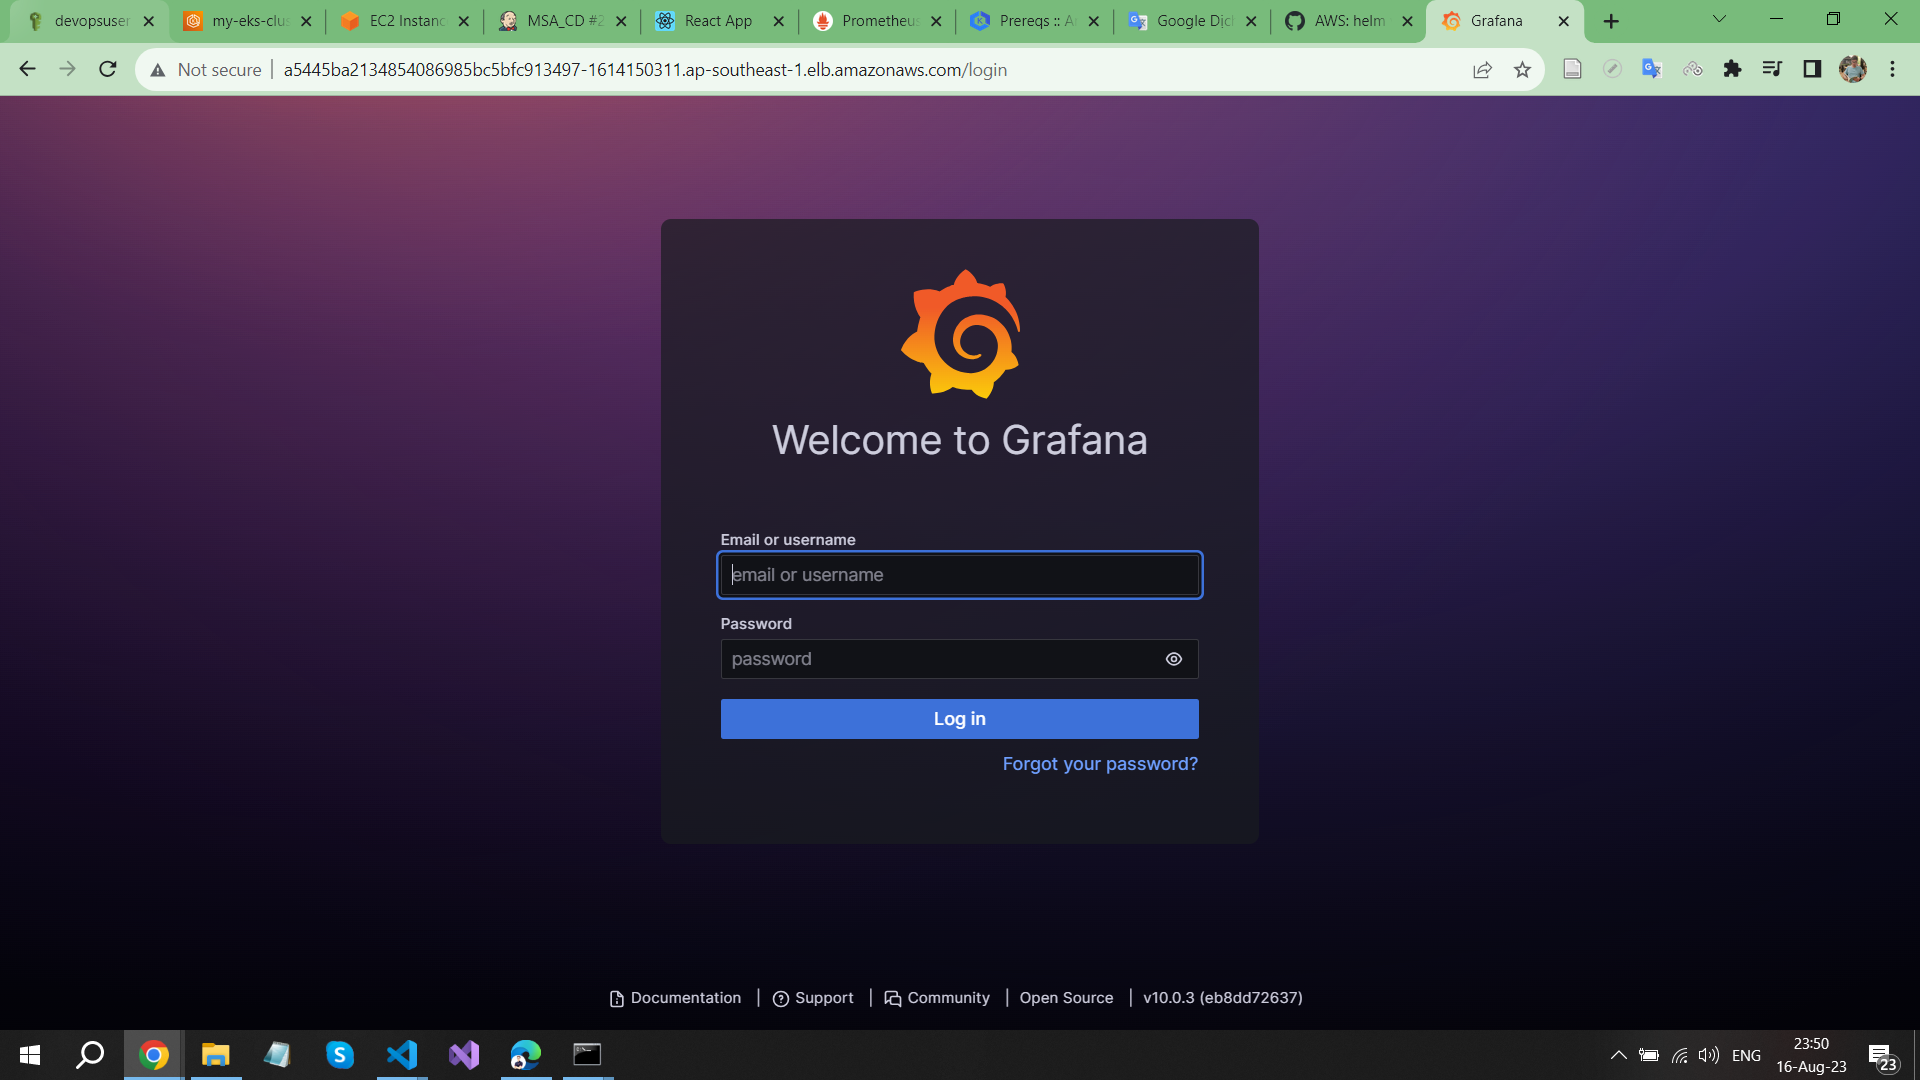 devopsuser
my-eks-clus
EC2 Instanc
MSA_CD #2
React App
Prometheus
Prereqs :: A
Google Dịch
AWS: helm
Grafana
Not secure
a5445ba2134854086985bc5bfc913497-1614150311.ap-southeast-1.elb.amazonaws.com/login
Welcome to Grafana
Email or username
email or username
Password
password
Log in
Forgot your password?
Documentation | Support | Community | Open Source | v10.0.3 (eb8dd72637)
ENG
23:50
16-Aug-23
23